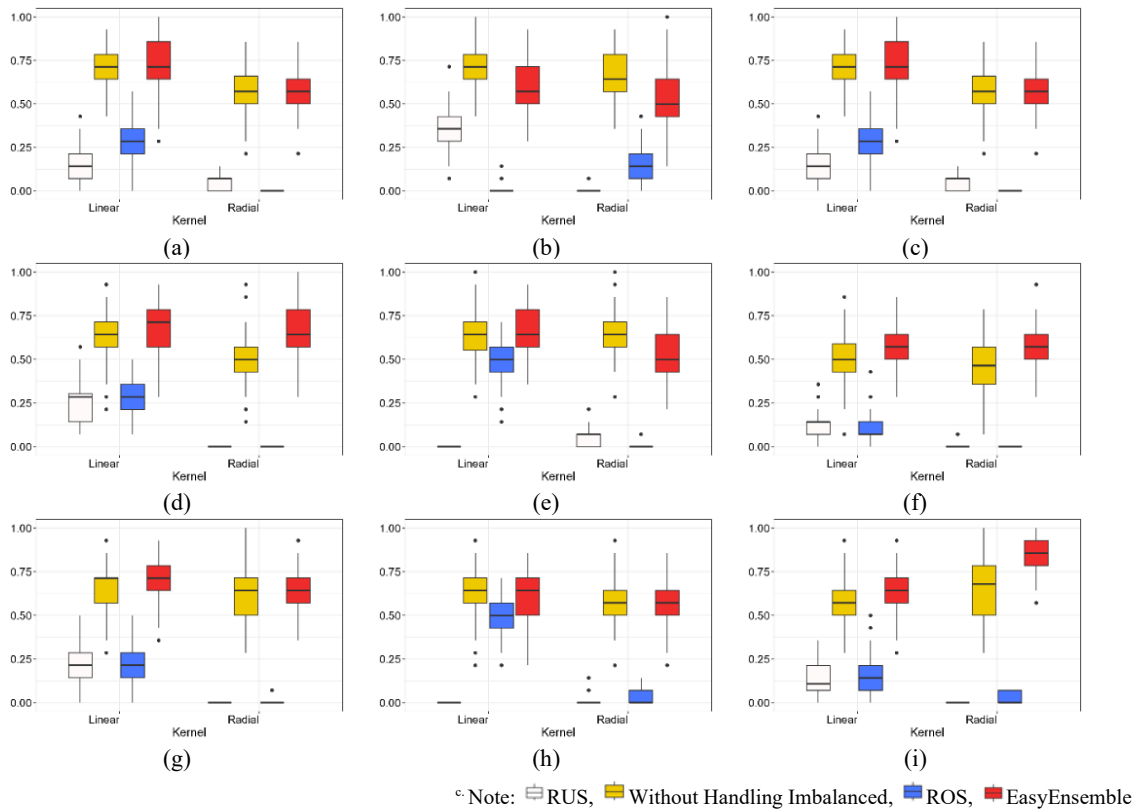 1.00 1.00 1.00
0.75 0.75 0.75
0.50 0.50 0.50
0.25 0.25 0.25
0.00 0.00 0.00
Linear Radial Linear Radial Linear Radial
Kernel Kernel Kernel
(a) (b) (c)
1.00 1.00 1.00
0.75 0.75 0.75
0.50 0.50 0.50
0.25 0.25 0.25
0.00 0.00 0.00
Linear Radial Linear Radial Linear Radial
Kernel Kernel Kernel
(d) (e) (f)
1.00 1.00 1.00
0.75 0.75 0.75
0.50 0.50 0.50
0.25 0.25 0.25
0.00 0.00 0.00
Linear Radial Linear Radial Linear Radial
Kernel Kernel Kernel
(g) (h) (i)
c. Note: RUS, Without Handling Imbalanced, ROS, EasyEnsemble